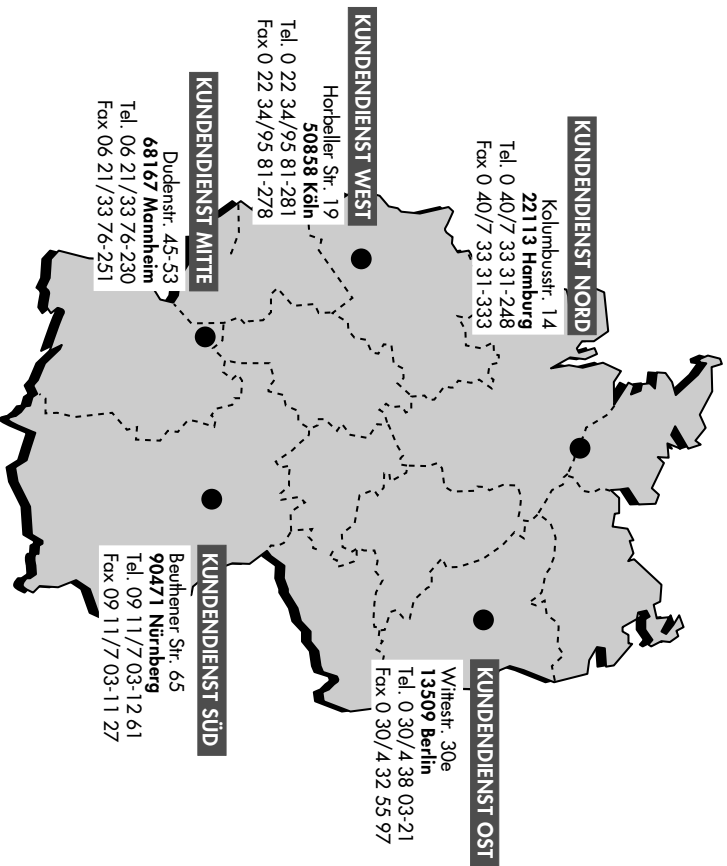 KUNDENDIENST NORD
Kolumbusstr. 14
22113 Hamburg
Tel. 0 40/7 33 31-248
Fax 0 40/7 33 31-333
KUNDENDIENST WEST
Horbeller Str. 19
50858 Köln
Tel. 0 22 34/95 81-281
Fax 0 22 34/95 81-278
KUNDENDIENST MITTE
Dudenstr. 45-53
68167 Mannheim
Tel. 06 21/33 76-230
Fax 06 21/33 76-251
KUNDENDIENST OST
Wittestr. 30e
13509 Berlin
Tel. 0 30/4 38 03-21
Fax 0 30/4 32 55 97
KUNDENDIENST SÜD
Beuthener Str. 65
90471 Nürnberg
Tel. 09 11/7 03-12 61
Fax 09 11/7 03-11 27